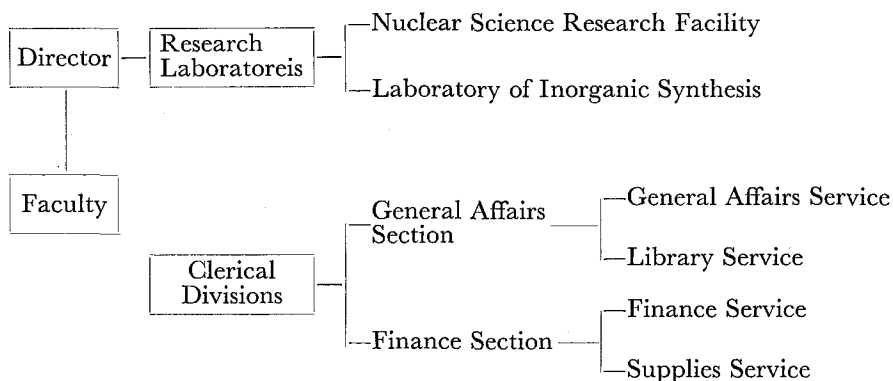 Director
Research
Laboratoreis
Nuclear Science Research Facility
Laboratory of Inorganic Synthesis
Faculty
Clerical
Divisions
General Affairs
Section
General Affairs Service
Library Service
Finance Section
Finance Service
Supplies Service